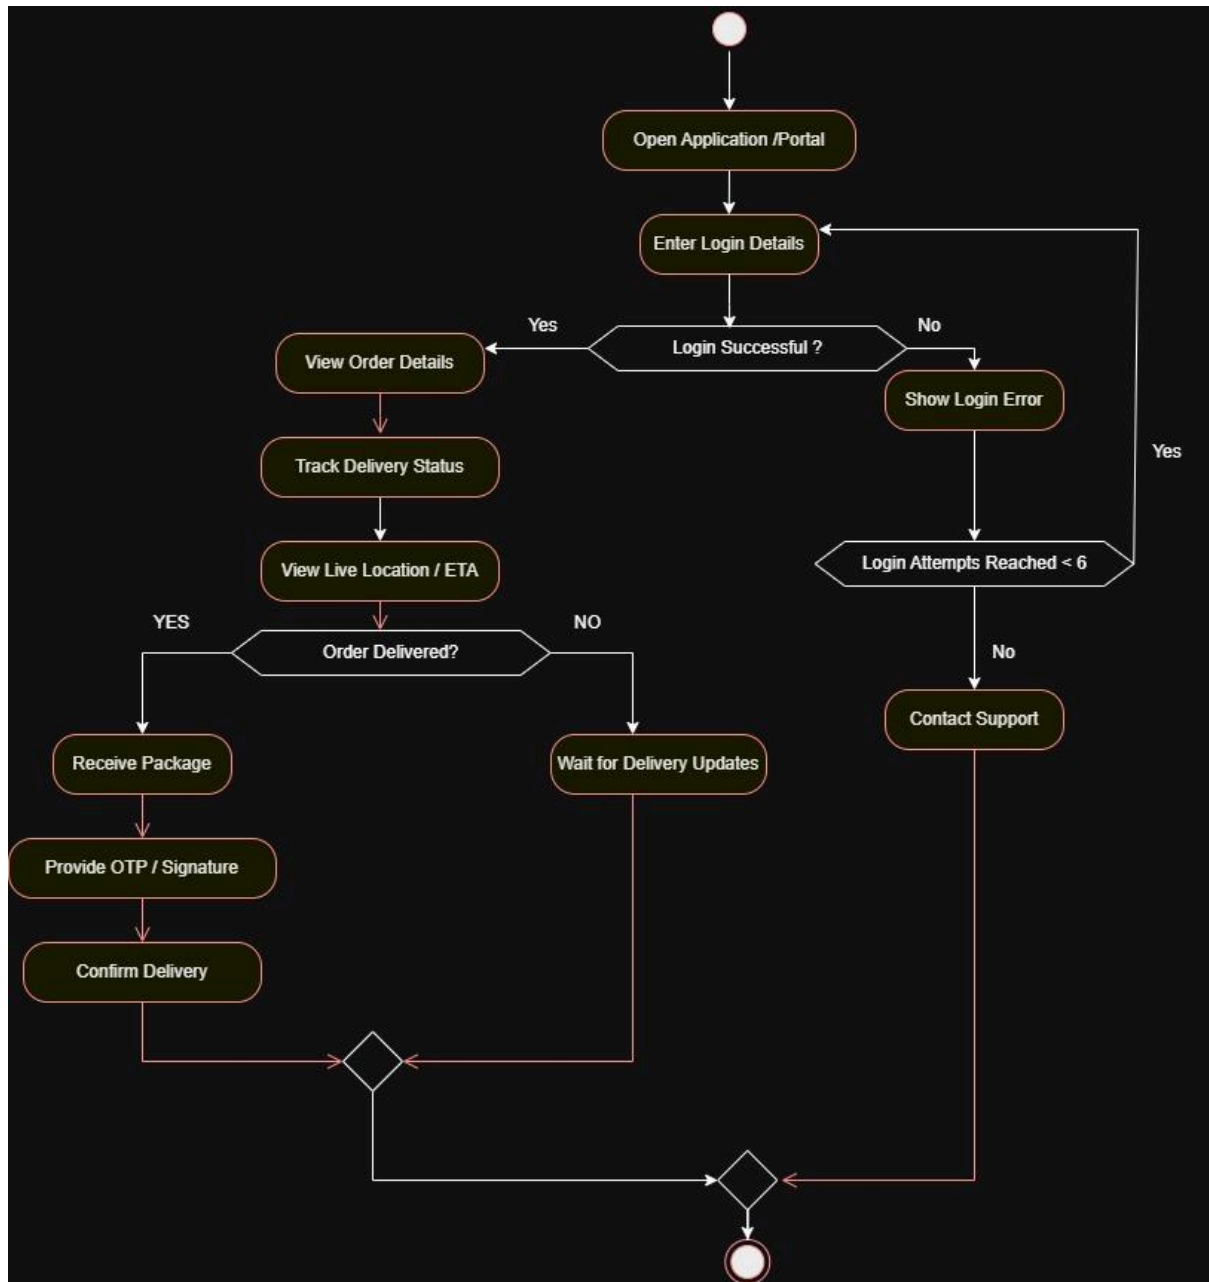 Open Application /Portal
Enter Login Details
Yes
Login Successful ?
No
View Order Details
Show Login Error
Yes
Track Delivery Status
View Live Location / ETA
Login Attempts Reached < 6
YES
Order Delivered?
NO
No
Contact Support
Receive Package
Wait for Delivery Updates
Provide OTP / Signature
Confirm Delivery